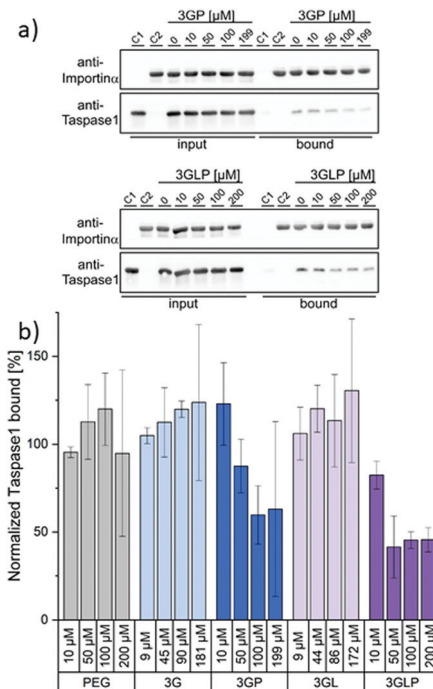 a)
3GP [µM] 3GP [µM]
C1 C2 0 10 50 100 199 C1 C2 0 10 50 100 199
anti-
Importinα
anti-
Taspase1
input bound
3GLP [µM] 3GLP [µM]
C1 C2 0 10 50 100 200 C1 C2 0 10 50 100 200
anti-
Importinα
anti-
Taspase1
input bound
b)
Normalized Taspase1 bound [%]
150
100
50
0
10 µM 50 µM 100 µM 200 µM 9 µM 45 µM 90 µM 181 µM 10 µM 50 µM 100 µM 199 µM 9 µM 44 µM 86 µM 172 µM 10 µM 50 µM 100 µM 200 µM
PEG 3G 3GP 3GL 3GLP